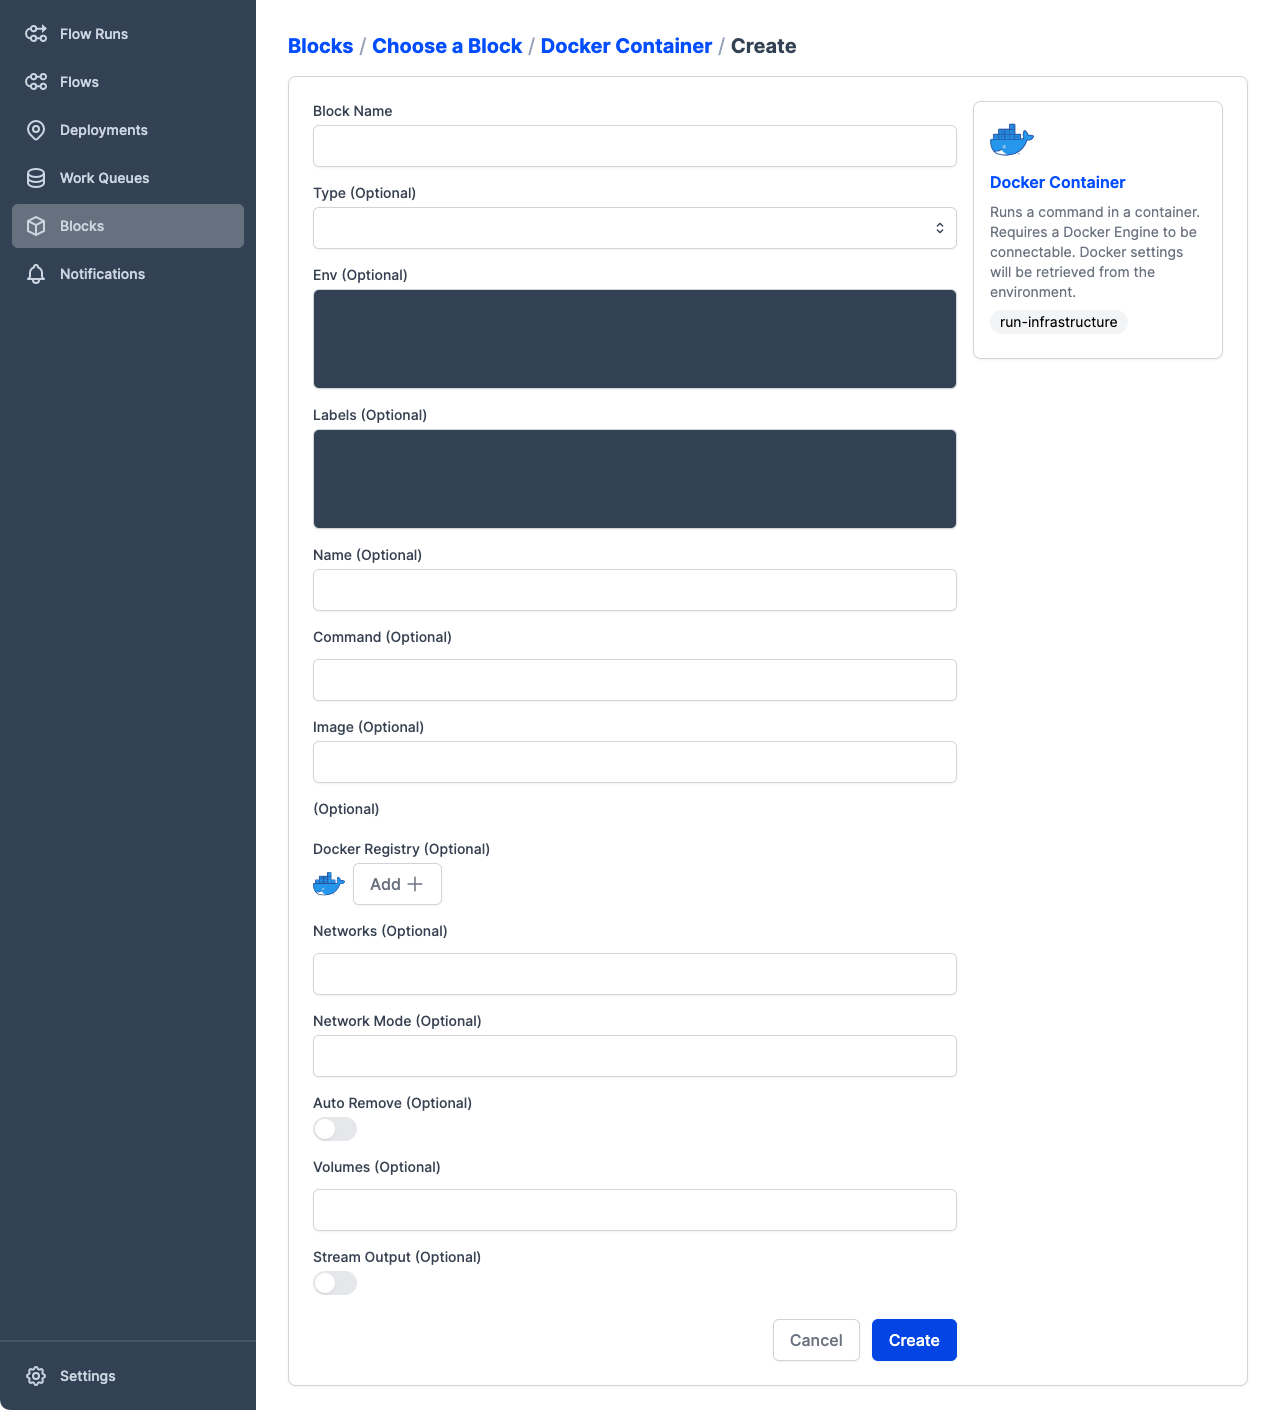 Flow Runs
Flows
Deployments
Work Queues
Blocks
Notifications
Settings
Blocks / Choose a Block / Docker Container / Create
Block Name
Type (Optional)
Env (Optional)
Labels (Optional)
Name (Optional)
Command (Optional)
Image (Optional)
(Optional)
Docker Registry (Optional)
Add
Networks (Optional)
Network Mode (Optional)
Auto Remove (Optional)
Volumes (Optional)
Stream Output (Optional)
Cancel
Create
Docker Container
Runs a command in a container.
Requires a Docker Engine to be
connectable. Docker settings
will be retrieved from the
environment.
run-infrastructure